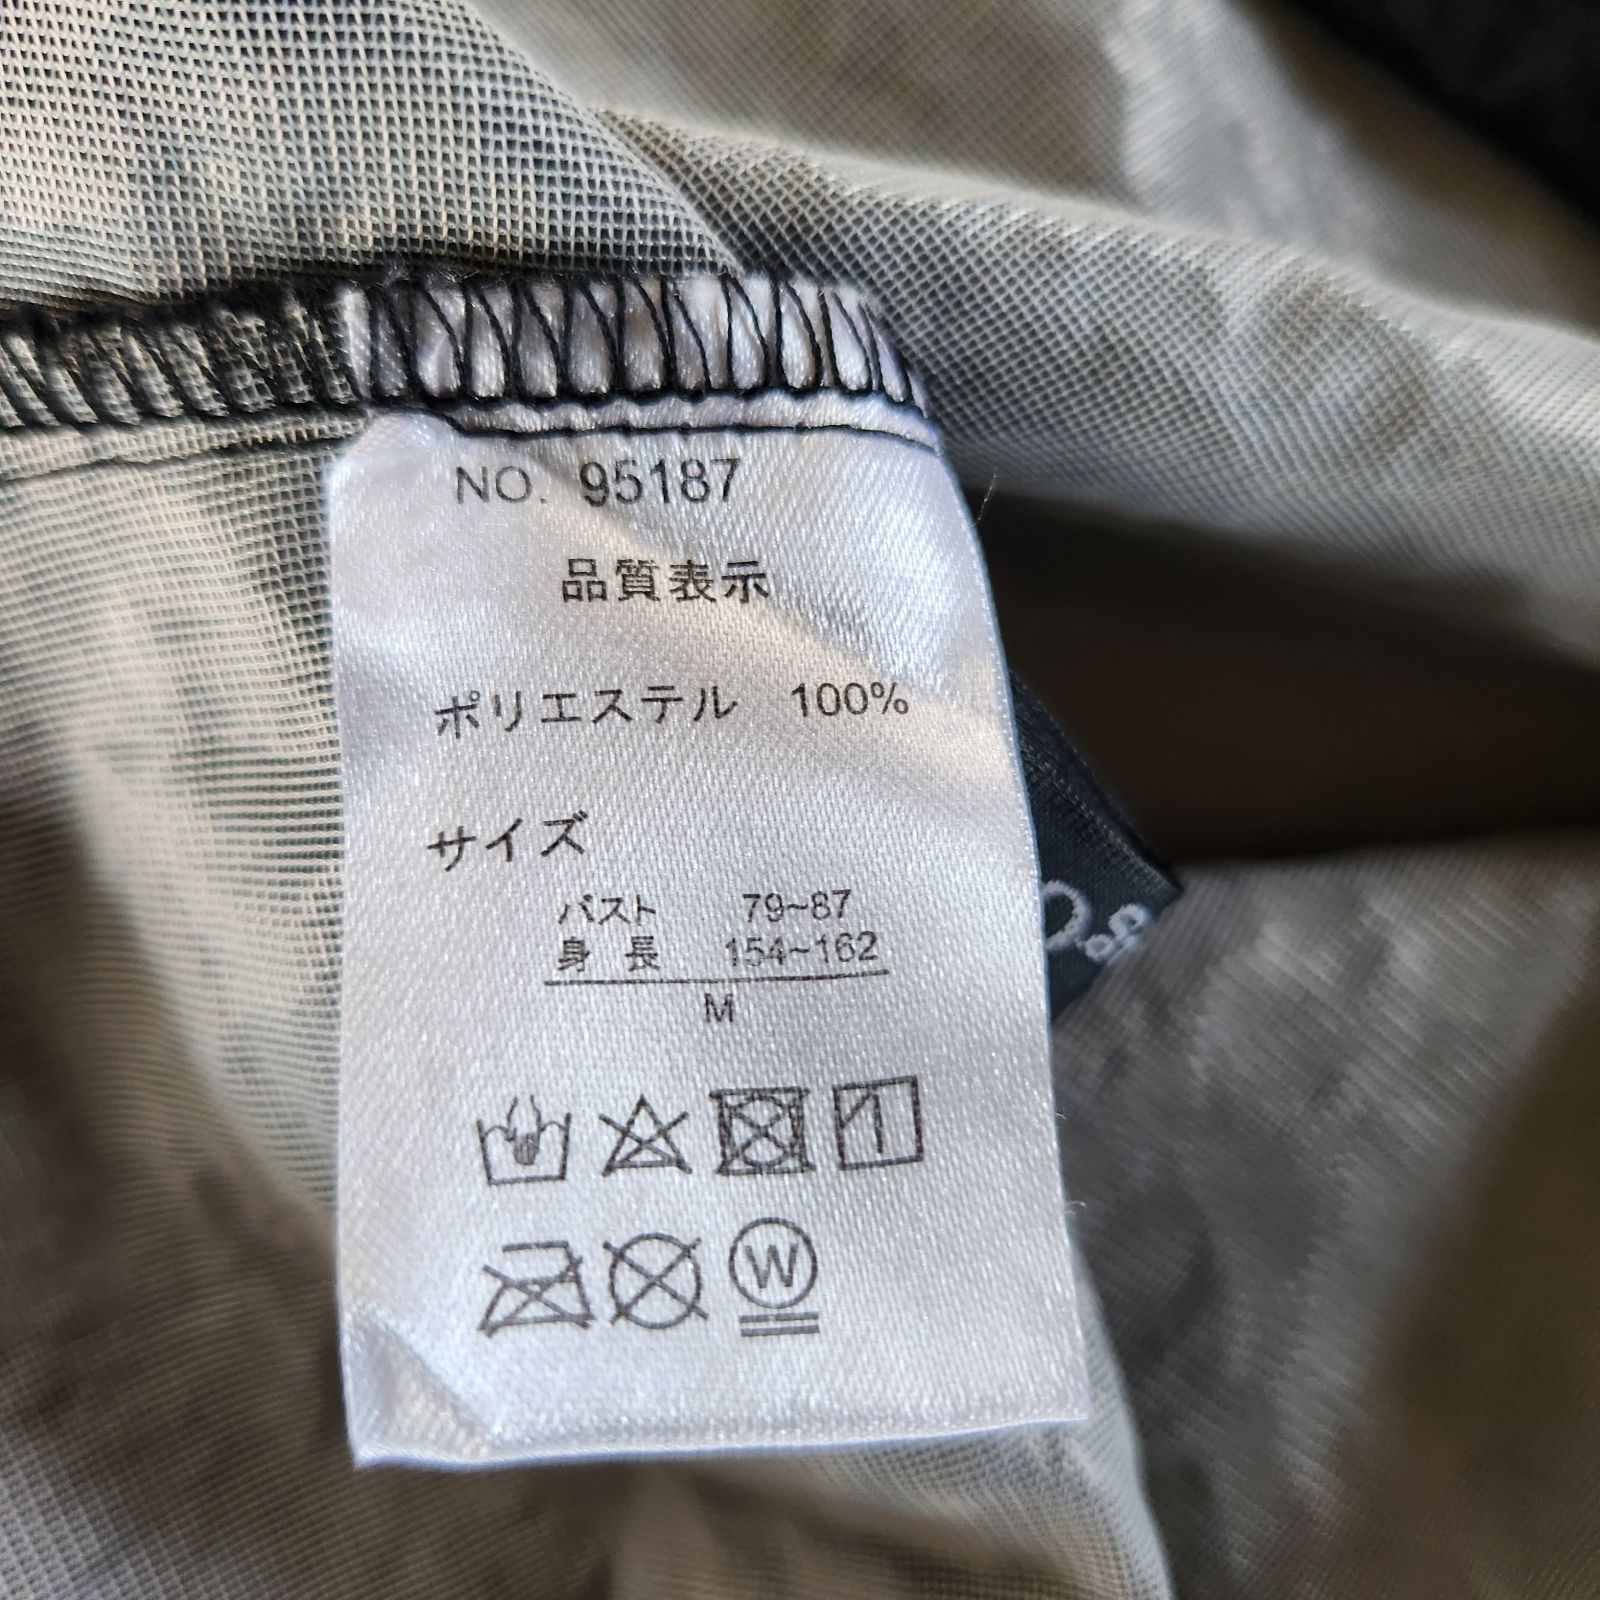 NO. 95187
品質表示
ポリエステル 100%
サイズ
バスト 79~87
身長 154~162
M
W